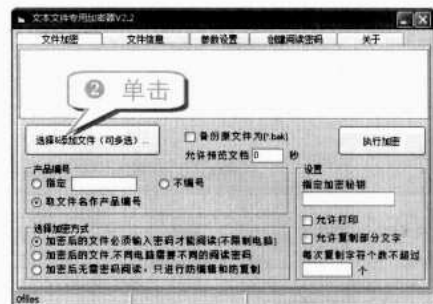 文本文件专用加密器V2.2
文件加密 文件信息 参数设置 创建阅读密码 关于
❷ 单击
选择&添加文件（可多选）...
备份原文件为(*.bak)
执行加密
允许预览文档 0 秒
产品编号
指定 不编号
取文件名作产品编号
设置
指定加密秘钥
允许打印
允许复制部分文字
每次复制字符个数不超过
个
选择加密方式
加密后的文件必须输入密码才能阅读(不限制电脑)
加密后的文件,不同电脑需要不同的阅读密码
加密后无需密码阅读，只进行防编辑和防复制
0files